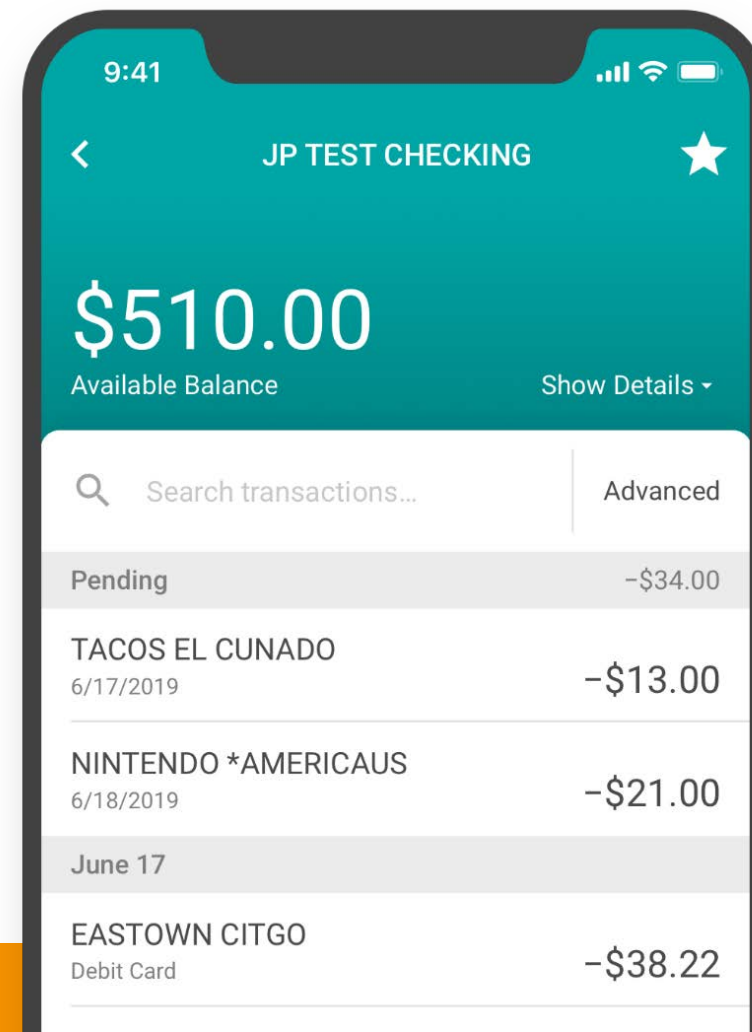 9:41
JP TEST CHECKING
$510.00
Available Balance
Show Details
Search transactions...
Advanced
Pending
−$34.00
TACOS EL CUNADO
6/17/2019
−$13.00
NINTENDO *AMERICAUS
6/18/2019
−$21.00
June 17
EASTOWN CITGO
Debit Card
−$38.22